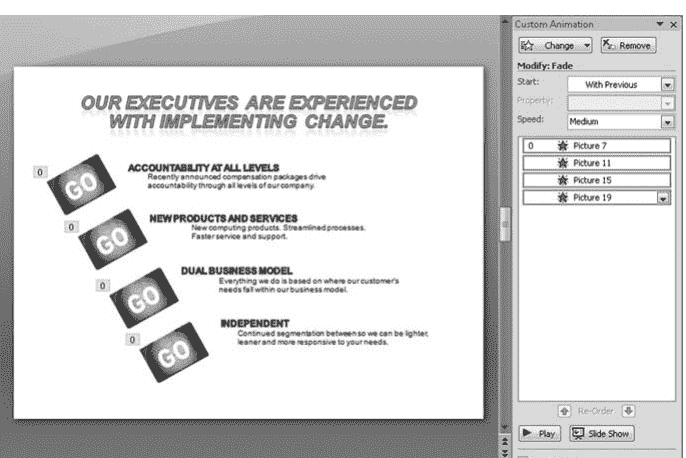 Custom Animation
Change
Remove
Modify: Fade
Start: With Previous
Property:
Speed: Medium
0 Picture 7
Picture 11
Picture 15
Picture 19
Re-Order
Play Slide Show
OUR EXECUTIVES ARE EXPERIENCED
WITH IMPLEMENTING CHANGE.
0
GO
ACCOUNTABILITY AT ALL LEVELS
Recently announced compensation packages drive
accountability through all levels of our company.
0
GO
NEW PRODUCTS AND SERVICES
New computing products. Streamlined processes.
Faster service and support.
0
GO
DUAL BUSINESS MODEL
Everything we do is based on where our customer's
needs fall within our business model.
0
GO
INDEPENDENT
Continued segmentation between so we can be lighter,
leaner and more responsive to your needs.